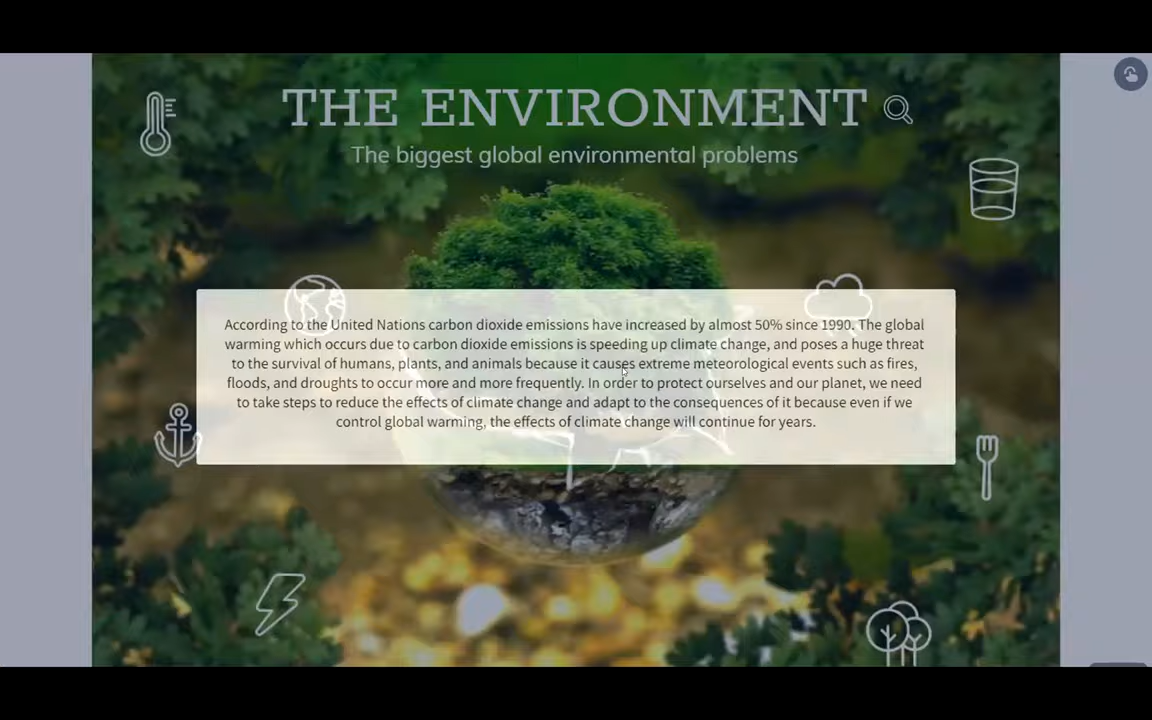 THE ENVIRONMENT
The biggest global environmental problems
According to the United Nations carbon dioxide emissions have increased by almost 50% since 1990. The global
warming which occurs due to carbon dioxide emissions is speeding up climate change, and poses a huge threat
to the survival of humans, plants, and animals because it causes extreme meteorological events such as fires,
floods, and droughts to occur more and more frequently. In order to protect ourselves and our planet, we need
to take steps to reduce the effects of climate change and adapt to the consequences of it because even if we
control global warming, the effects of climate change will continue for years.